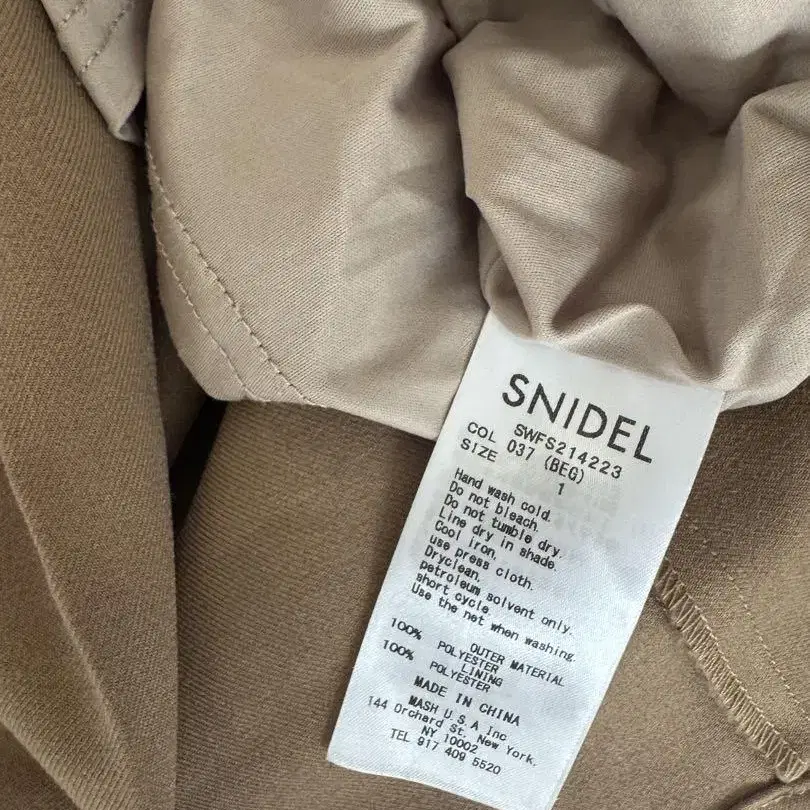 SNIDEL
SWFS214223
COL 037 (BEG)
SIZE 1
Hand wash cold.
Do not bleach.
Do not tumble dry.
Line dry in shade.
Cool iron,
use press cloth.
Dryclean,
petroleum solvent only.
short cycle.
Use the net when washing.
OUTER MATERIAL
100% POLYESTER
LINING
100% POLYESTER
MADE IN CHINA
MASH U.S.A Inc
144 Orchard St. New York.
NY 10002
TEL 917 409 5520